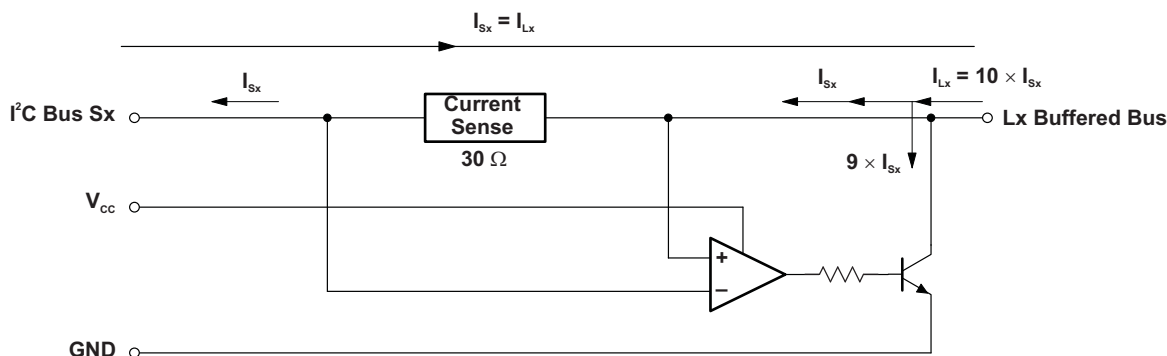 I_Sx = I_Lx
I_Sx
I_Sx
I_Lx = 10 × I_Sx
I²C Bus Sx
Current
Sense
Lx Buffered Bus
30 Ω
9 × I_Sx
V_CC
+
−
GND